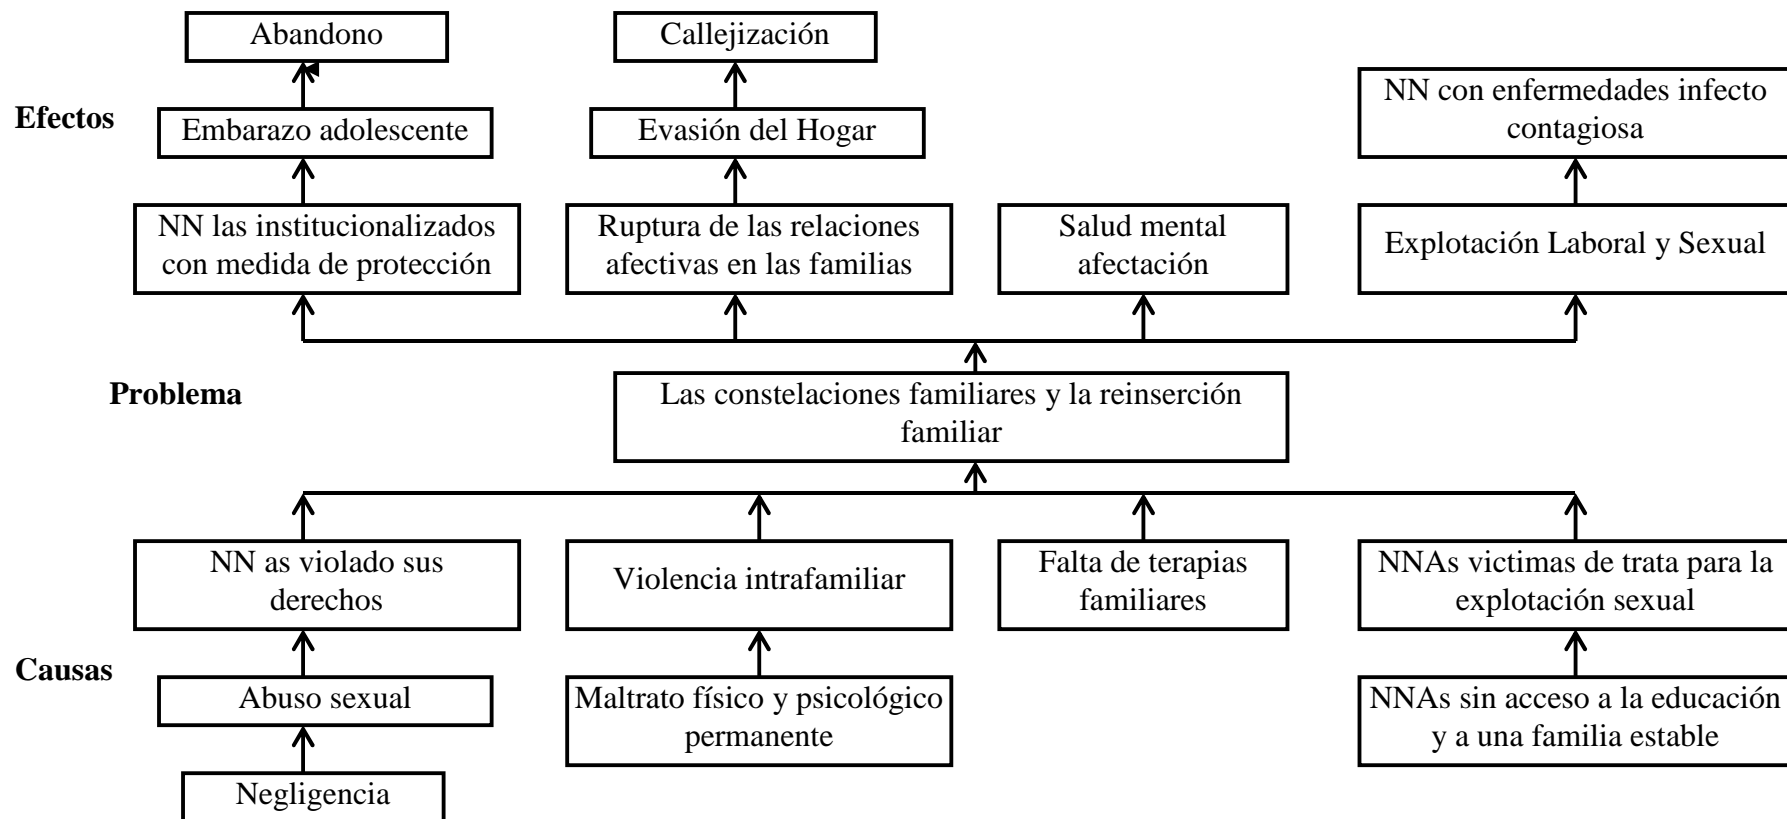 Abandono
Callejización
NN con enfermedades infecto
contagiosa
Efectos
Embarazo adolescente
Evasión del Hogar
NN las institucionalizados
con medida de protección
Ruptura de las relaciones
afectivas en las familias
Salud mental
afectación
Explotación Laboral y Sexual
Problema
Las constelaciones familiares y la reinserción
familiar
NN as violado sus
derechos
Violencia intrafamiliar
Falta de terapias
familiares
NNAs victimas de trata para la
explotación sexual
Causas
Abuso sexual
Maltrato físico y psicológico
permanente
NNAs sin acceso a la educación
y a una familia estable
Negligencia